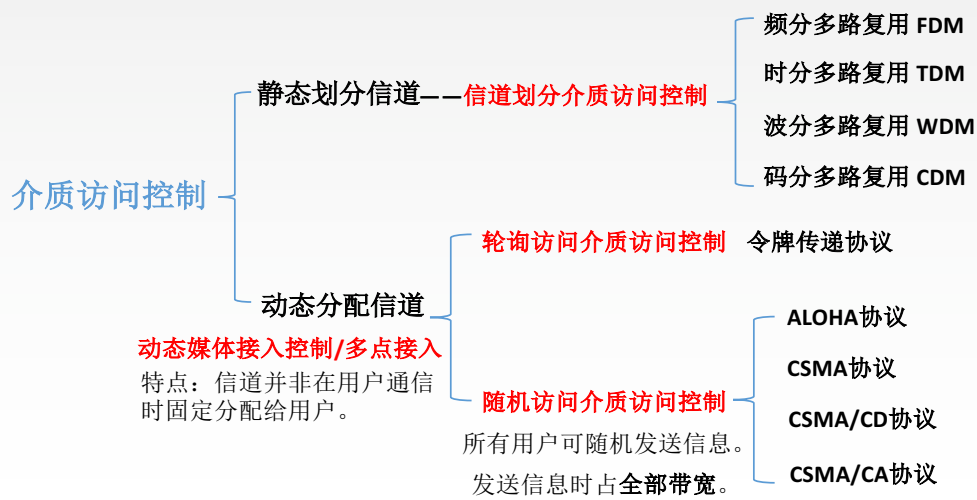 介质访问控制
静态划分信道——信道划分介质访问控制
频分多路复用 FDM
时分多路复用 TDM
波分多路复用 WDM
码分多路复用 CDM
动态分配信道
动态媒体接入控制/多点接入
特点：信道并非在用户通信
时固定分配给用户。
轮询访问介质访问控制 令牌传递协议
随机访问介质访问控制
所有用户可随机发送信息。
发送信息时占全部带宽。
ALOHA协议
CSMA协议
CSMA/CD协议
CSMA/CA协议